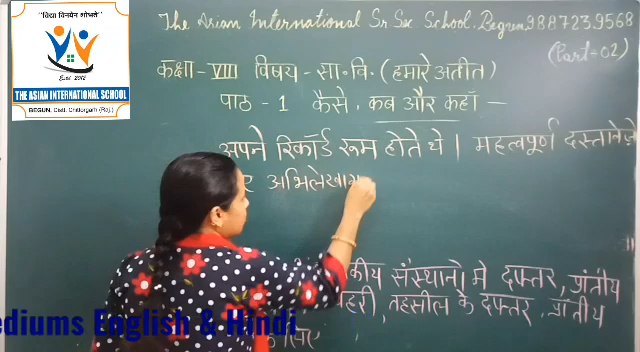 "विद्या विनयेन शोभते"
Estd. 2012
THE ASIAN INTERNATIONAL SCHOOL
BEGUN, Distt. Chittorgarh (Raj.)
The Asian International Sr Sec School. Begun. 9887239568
(Part-02)
कक्षा - VIII विषय - सा. वि. (हमारे अतीत)
पाठ - 1 कैसे, कब और कहाँ -
अपने रिकॉर्ड रूम होते थे। महत्वपूर्ण दस्तावेज़
अभिलेखाग
कीय संस्थानो में दफ्तर, प्रांतीय
हरी, तहसील के दफ्तर, प्रांतीय
ediums English & Hindi
के लिए